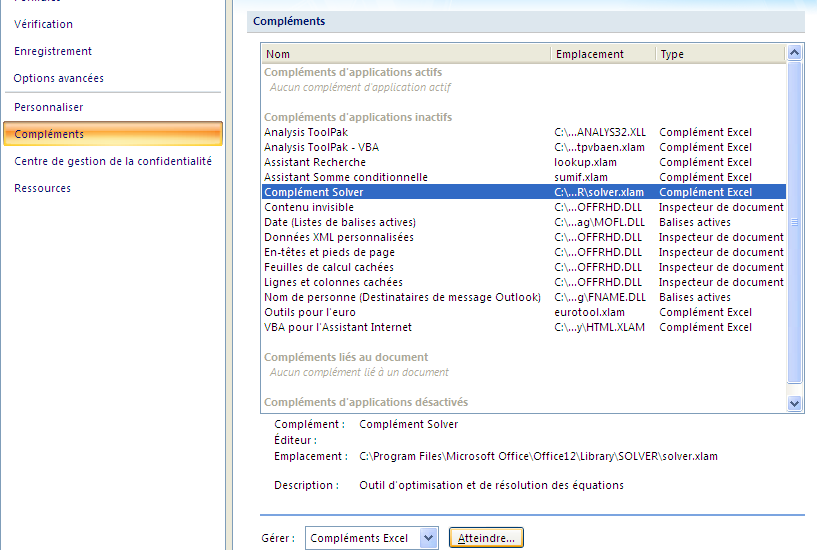 Vérification
Enregistrement
Options avancées
Personnaliser
Compléments
Centre de gestion de la confidentialité
Ressources
Compléments
Nom Emplacement Type
Compléments d'applications actifs
Aucun complément d'application actif
Compléments d'applications inactifs
Analysis ToolPak C:\...ANALYS32.XLL Complément Excel
Analysis ToolPak - VBA C:\...tpvbaen.xlam Complément Excel
Assistant Recherche lookup.xlam Complément Excel
Assistant Somme conditionnelle sumif.xlam Complément Excel
Complément Solver C:\...R\solver.xlam Complément Excel
Contenu invisible C:\...OFFRHD.DLL Inspecteur de document
Date (Listes de balises actives) C:\...ag\MOFL.DLL Balises actives
Données XML personnalisées C:\...OFFRHD.DLL Inspecteur de document
En-têtes et pieds de page C:\...OFFRHD.DLL Inspecteur de document
Feuilles de calcul cachées C:\...OFFRHD.DLL Inspecteur de document
Lignes et colonnes cachées C:\...OFFRHD.DLL Inspecteur de document
Nom de personne (Destinataires de message Outlook) C:\...g\FNAME.DLL Balises actives
Outils pour l'euro eurotool.xlam Complément Excel
VBA pour l'Assistant Internet C:\...y\HTML.XLAM Complément Excel
Compléments liés au document
Aucun complément lié à un document
Compléments d'applications désactivés
Complément : Complément Solver
Éditeur :
Emplacement : C:\Program Files\Microsoft Office\Office12\Library\SOLVER\solver.xlam
Description : Outil d'optimisation et de résolution des équations
Gérer : Compléments Excel Atteindre...